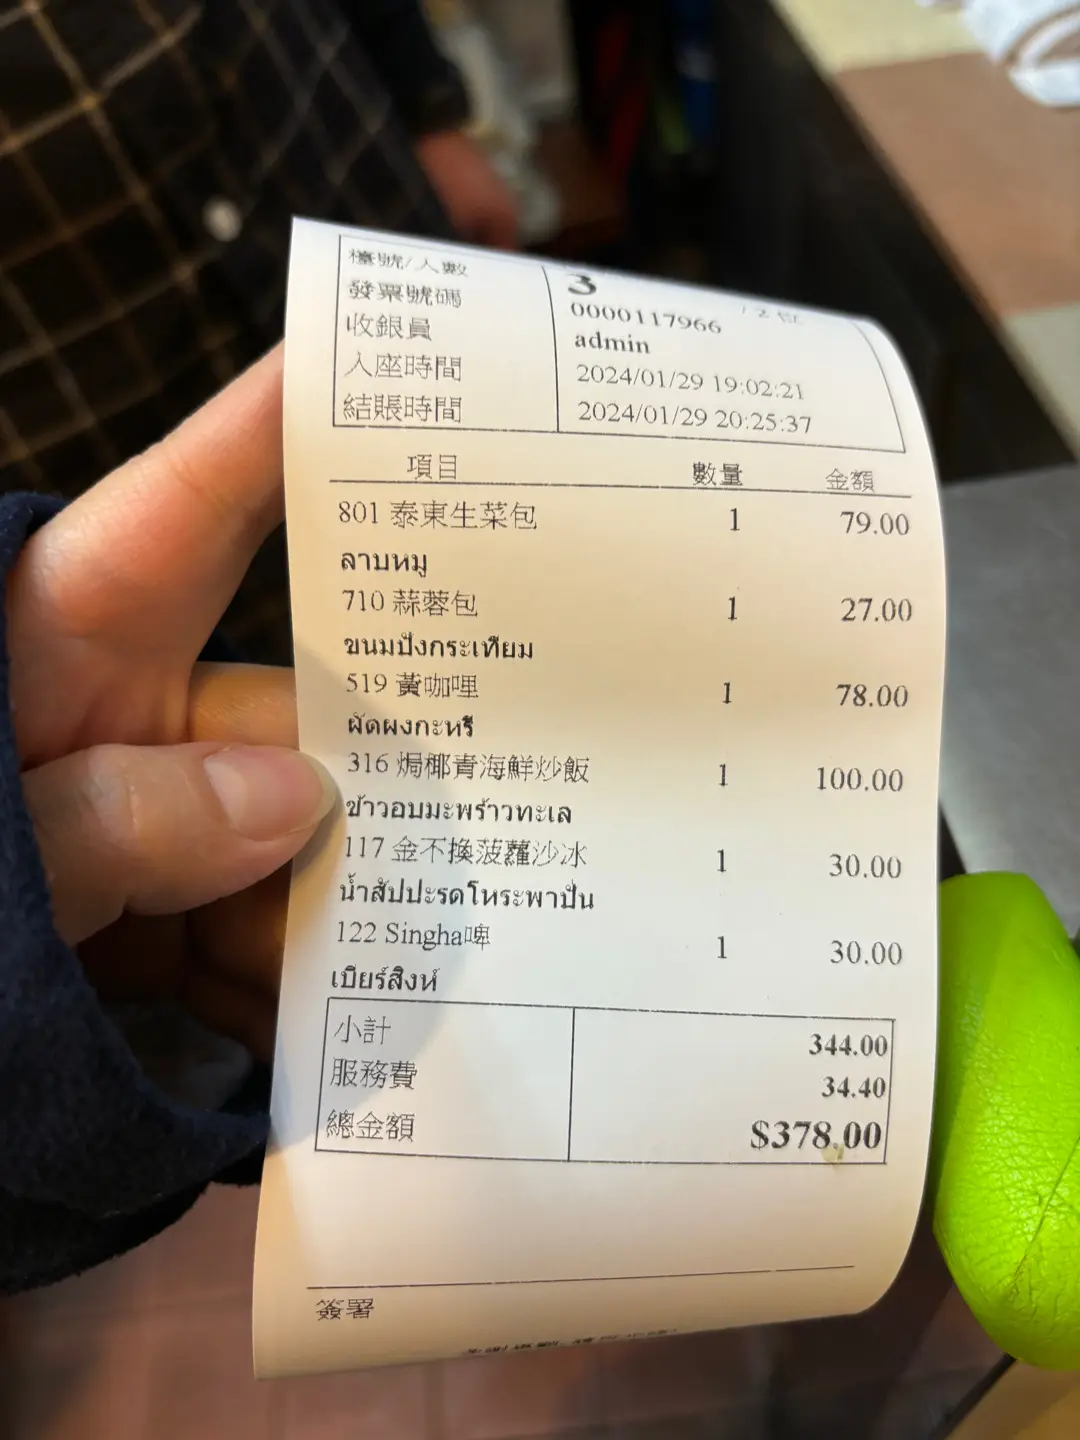 檯號/人數 3 / 2 位
發票號碼 0000117966
收銀員 admin
入座時間 2024/01/29 19:02:21
結賬時間 2024/01/29 20:25:37
項目 數量 金額
801 泰東生菜包 1 79.00
ลาบหมู
710 蒜蓉包 1 27.00
ขนมปังกระเทียม
519 黃咖哩 1 78.00
ผัดผงกะหรี่
316 焗椰青海鮮炒飯 1 100.00
ข้าวอบมะพร้าวทะเล
117 金不換菠蘿沙冰 1 30.00
น้ำสัปปะรดโหระพาปั่น
122 Singha啤 1 30.00
เบียร์สิงห์
小計 344.00
服務費 34.40
總金額 $378.00
簽署